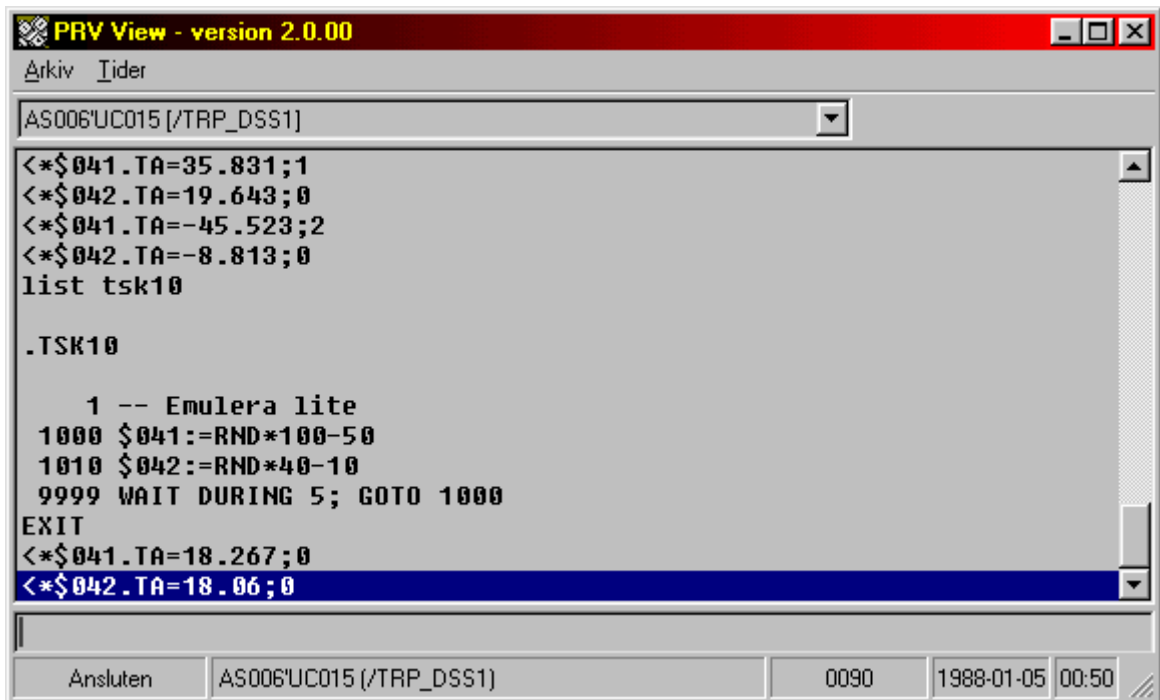 PRV View - version 2.0.00
Arkiv Tider
AS006'UC015 [/TRP_DSS1]
<*$041.TA=35.831;1
<*$042.TA=19.643;0
<*$041.TA=-45.523;2
<*$042.TA=-8.813;0
list tsk10
.TSK10
1 -- Emulera lite
1000 $041:=RND*100-50
1010 $042:=RND*40-10
9999 WAIT DURING 5; GOTO 1000
EXIT
<*$041.TA=18.267;0
<*$042.TA=18.06;0
Ansluten AS006'UC015 (/TRP_DSS1) 0090 1988-01-05 00:50